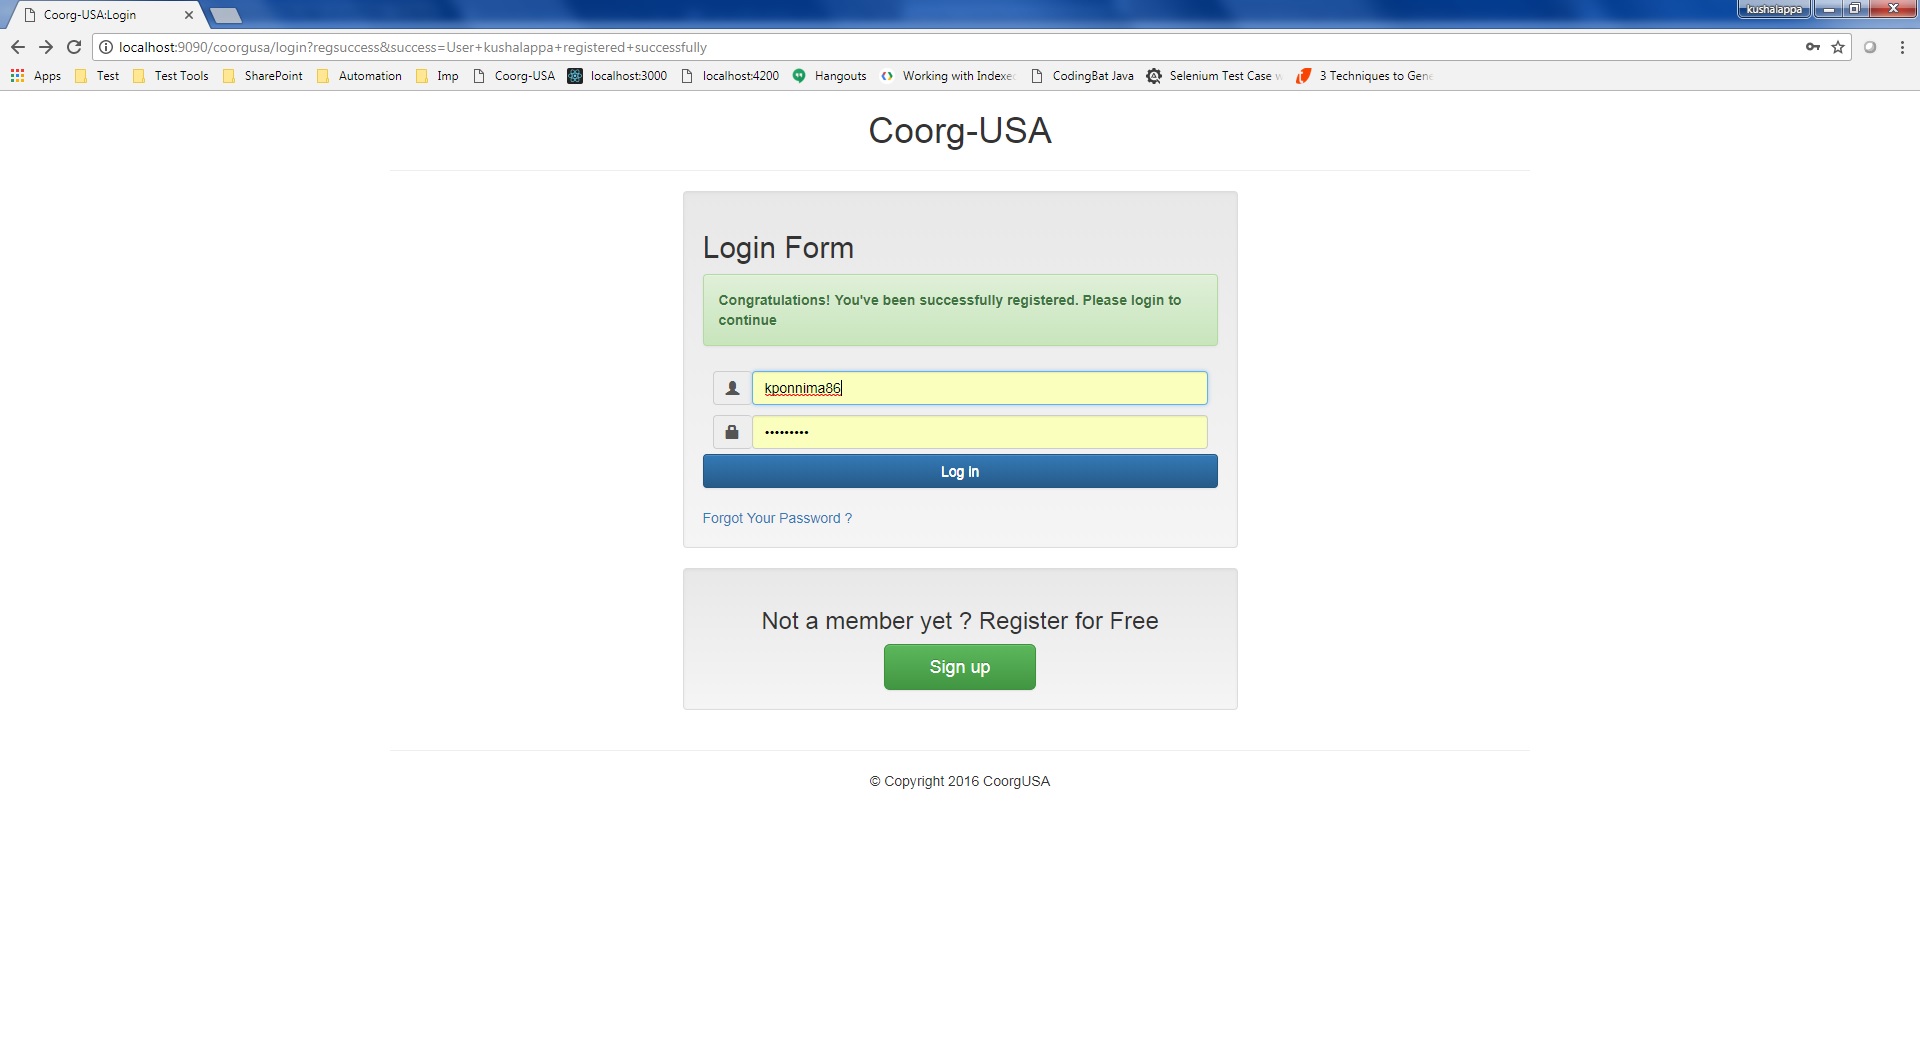 Coorg-USA:Login
kushalappa
localhost:9090/coorgusa/login?regsuccess&success=User+kushalappa+registered+successfully
Apps Test Test Tools SharePoint Automation Imp Coorg-USA localhost:3000 localhost:4200 Hangouts Working with Indexe CodingBat Java Selenium Test Case 3 Techniques to Gene
Coorg-USA
Login Form
Congratulations! You've been successfully registered. Please login to
continue
kponnima86
•••••••••
Log In
Forgot Your Password ?
Not a member yet ? Register for Free
Sign up
© Copyright 2016 CoorgUSA